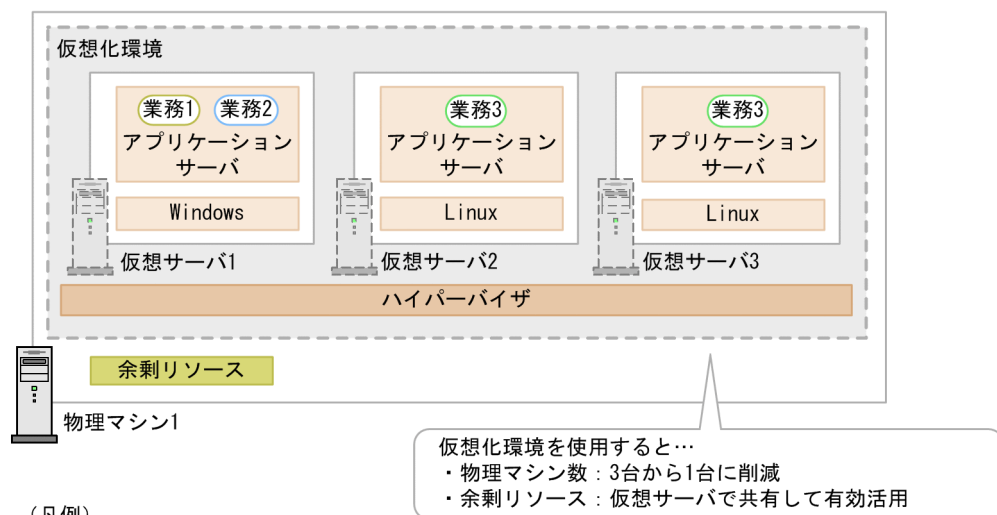 仮想化環境
業務1 業務2
アプリケーション
サーバ
Windows
仮想サーバ1
業務3
アプリケーション
サーバ
Linux
仮想サーバ2
業務3
アプリケーション
サーバ
Linux
仮想サーバ3
ハイパーバイザ
余剰リソース
物理マシン1
仮想化環境を使用すると…
・物理マシン数：3台から1台に削減
・余剰リソース：仮想サーバで共有して有効活用
（凡例）